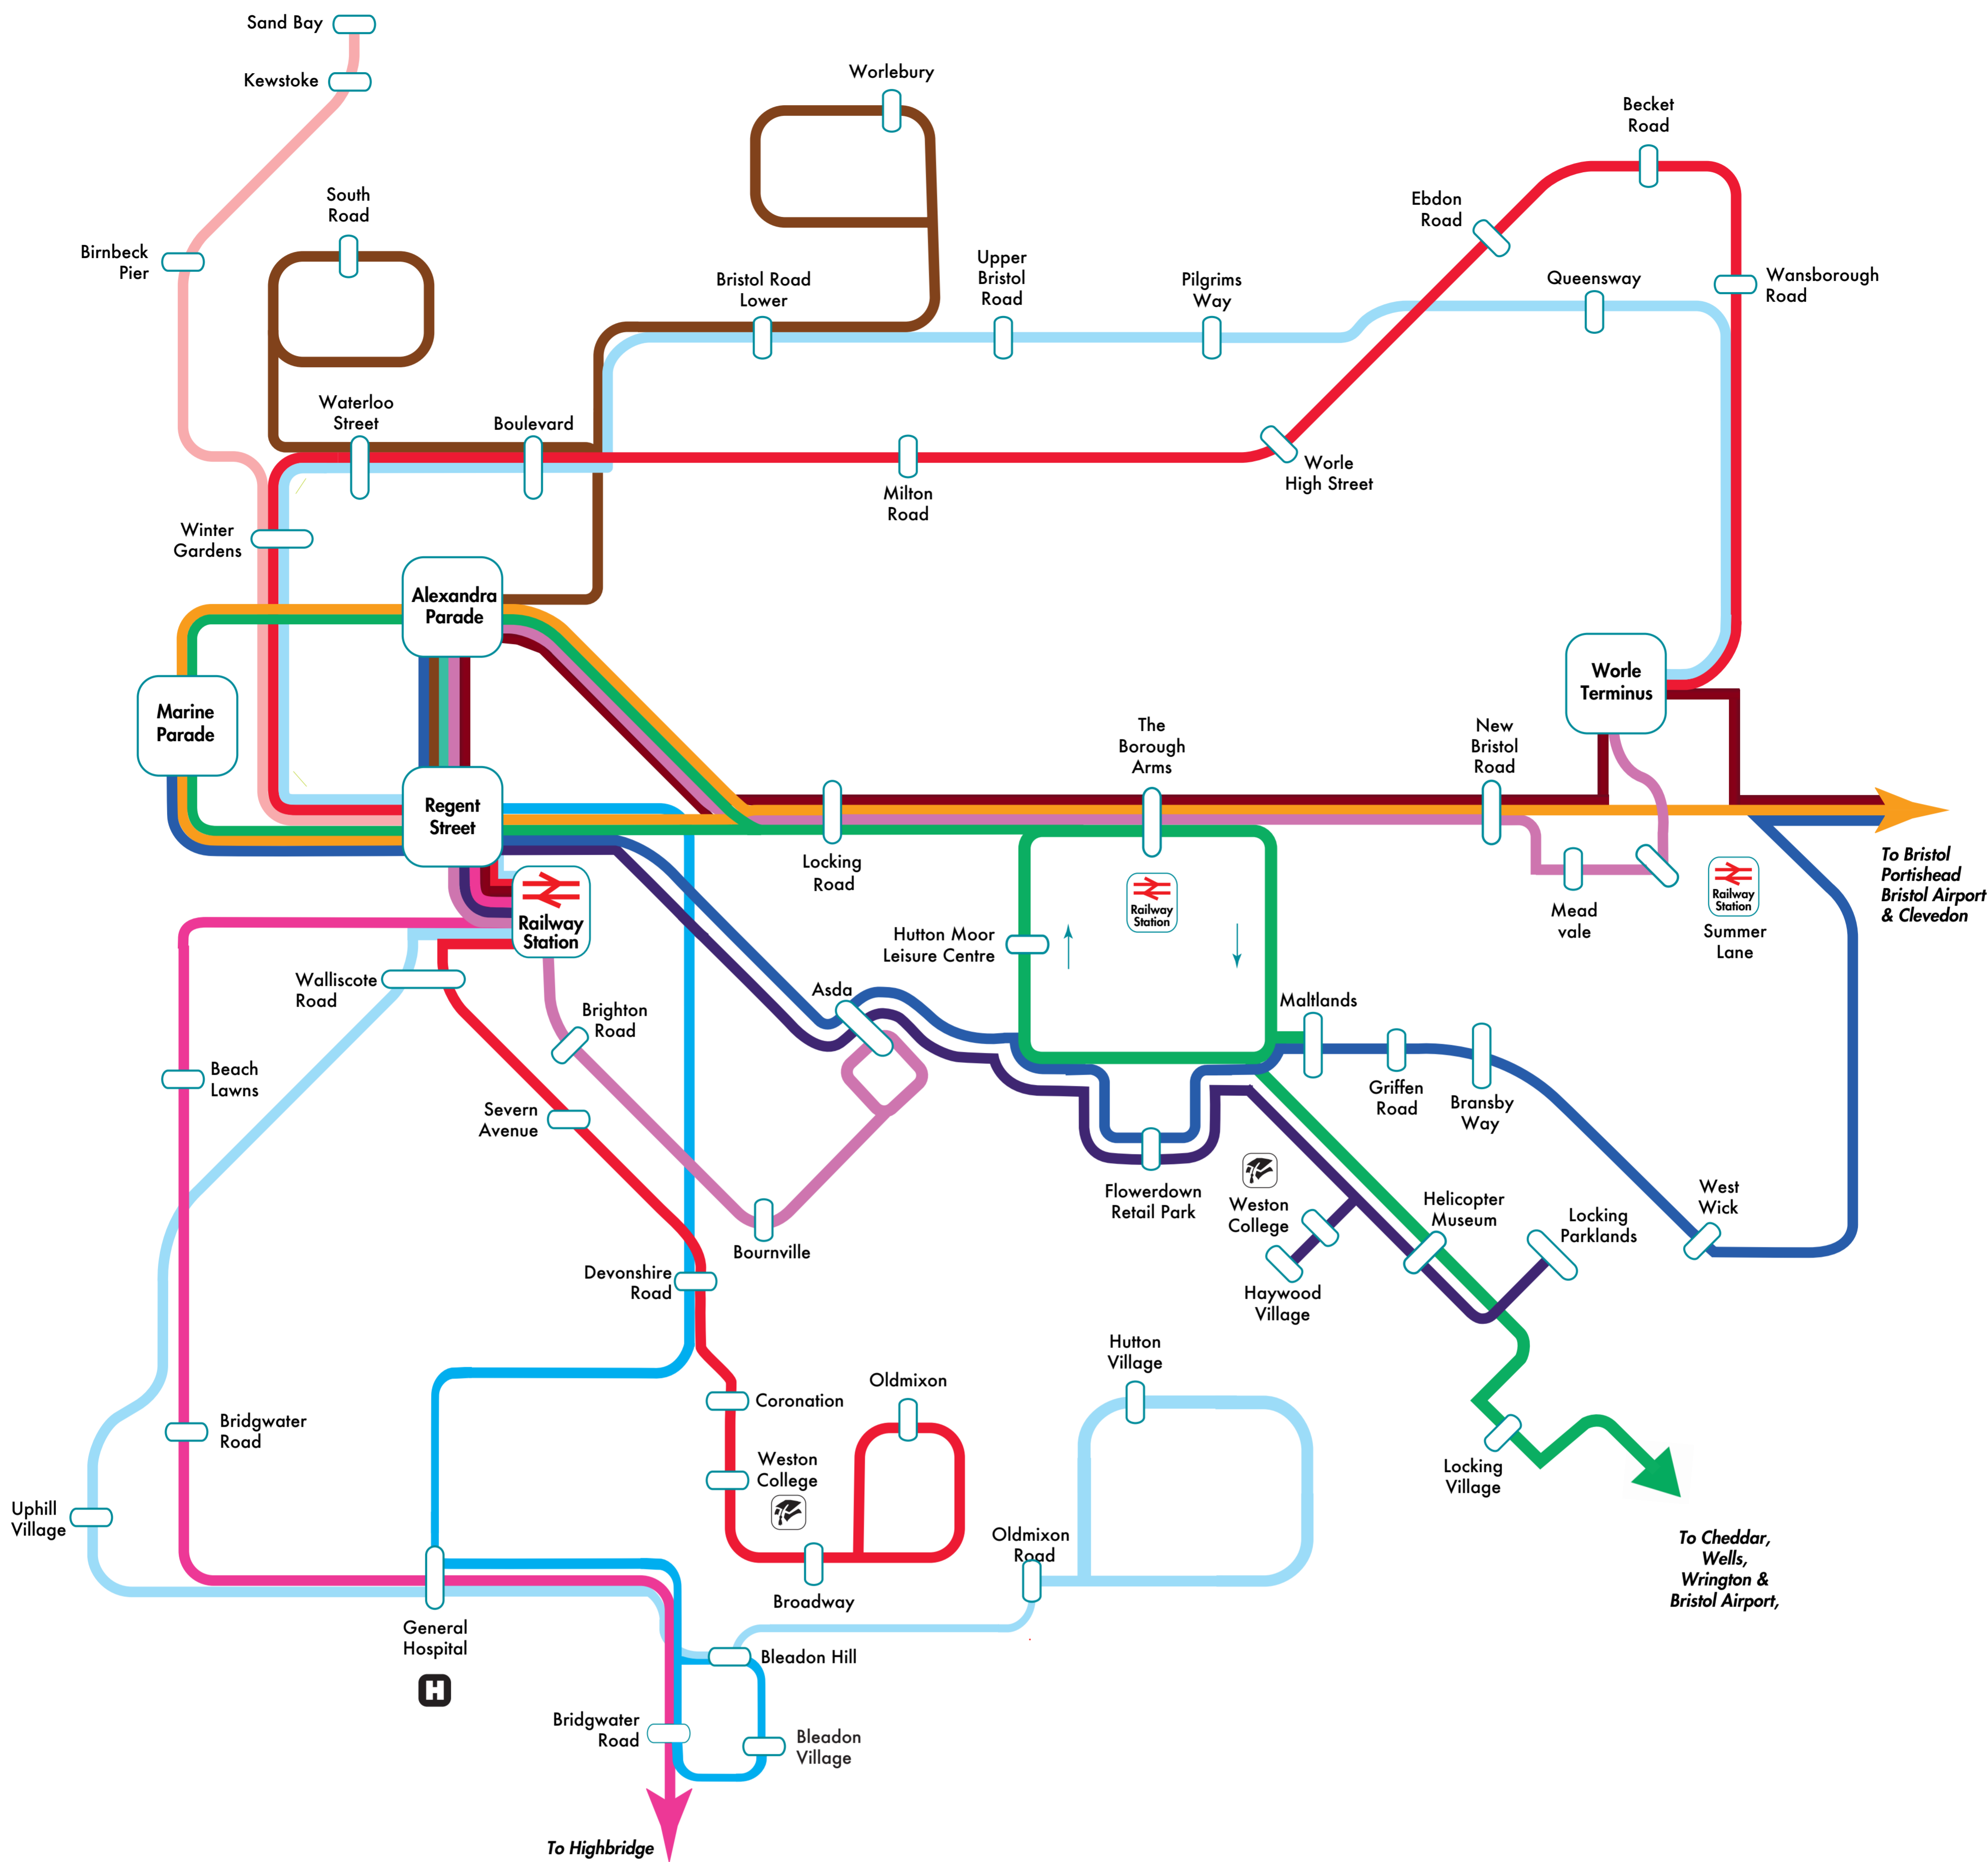 Sand Bay
Kewstoke
Worlebury
Becket
Road
South
Road
Ebdon
Road
Birnbeck
Pier
Bristol Road
Lower
Upper
Bristol
Road
Pilgrims
Way
Queensway
Wansborough
Road
Waterloo
Street
Boulevard
Milton
Road
Worle
High Street
Winter
Gardens
Alexandra
Parade
Marine
Parade
Worle
Terminus
The
Borough
Arms
New
Bristol
Road
Regent
Street
Locking
Road
To Bristol
Portishead
Bristol Airport
& Clevedon
Railway
Station
Railway
Station
Railway
Station
Mead
vale
Summer
Lane
Hutton Moor
Leisure Centre
Walliscote
Road
Asda
Maltlands
Brighton
Road
Beach
Lawns
Severn
Avenue
Griffen
Road
Bransby
Way
Flowerdown
Retail Park
Weston
College
Helicopter
Museum
Locking
Parklands
West
Wick
Bournville
Devonshire
Road
Haywood
Village
Hutton
Village
Oldmixon
Coronation
Bridgwater
Road
Weston
College
Locking
Village
Uphill
Village
Oldmixon
Road
To Cheddar,
Wells,
Wrington &
Bristol Airport,
Broadway
General
Hospital
H
Bleadon Hill
Bridgwater
Road
Bleadon
Village
To Highbridge